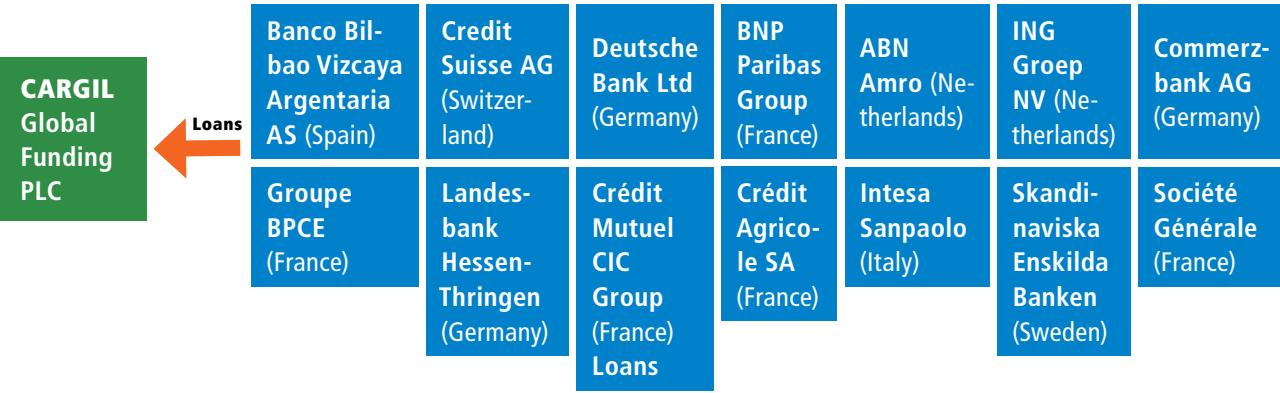 CARGIL
Global
Funding
PLC
Loans
Banco Bil-
bao Vizcaya
Argentaria
AS (Spain)
Credit
Suisse AG
(Switzer-
land)
Deutsche
Bank Ltd
(Germany)
BNP
Paribas
Group
(France)
ABN
Amro (Ne-
therlands)
ING
Groep
NV (Ne-
therlands)
Commerz-
bank AG
(Germany)
Groupe
BPCE
(France)
Landes-
bank
Hessen-
Thringen
(Germany)
Crédit
Mutuel
CIC
Group
(France)
Loans
Crédit
Agrico-
le SA
(France)
Intesa
Sanpaolo
(Italy)
Skandi-
naviska
Enskilda
Banken
(Sweden)
Société
Générale
(France)